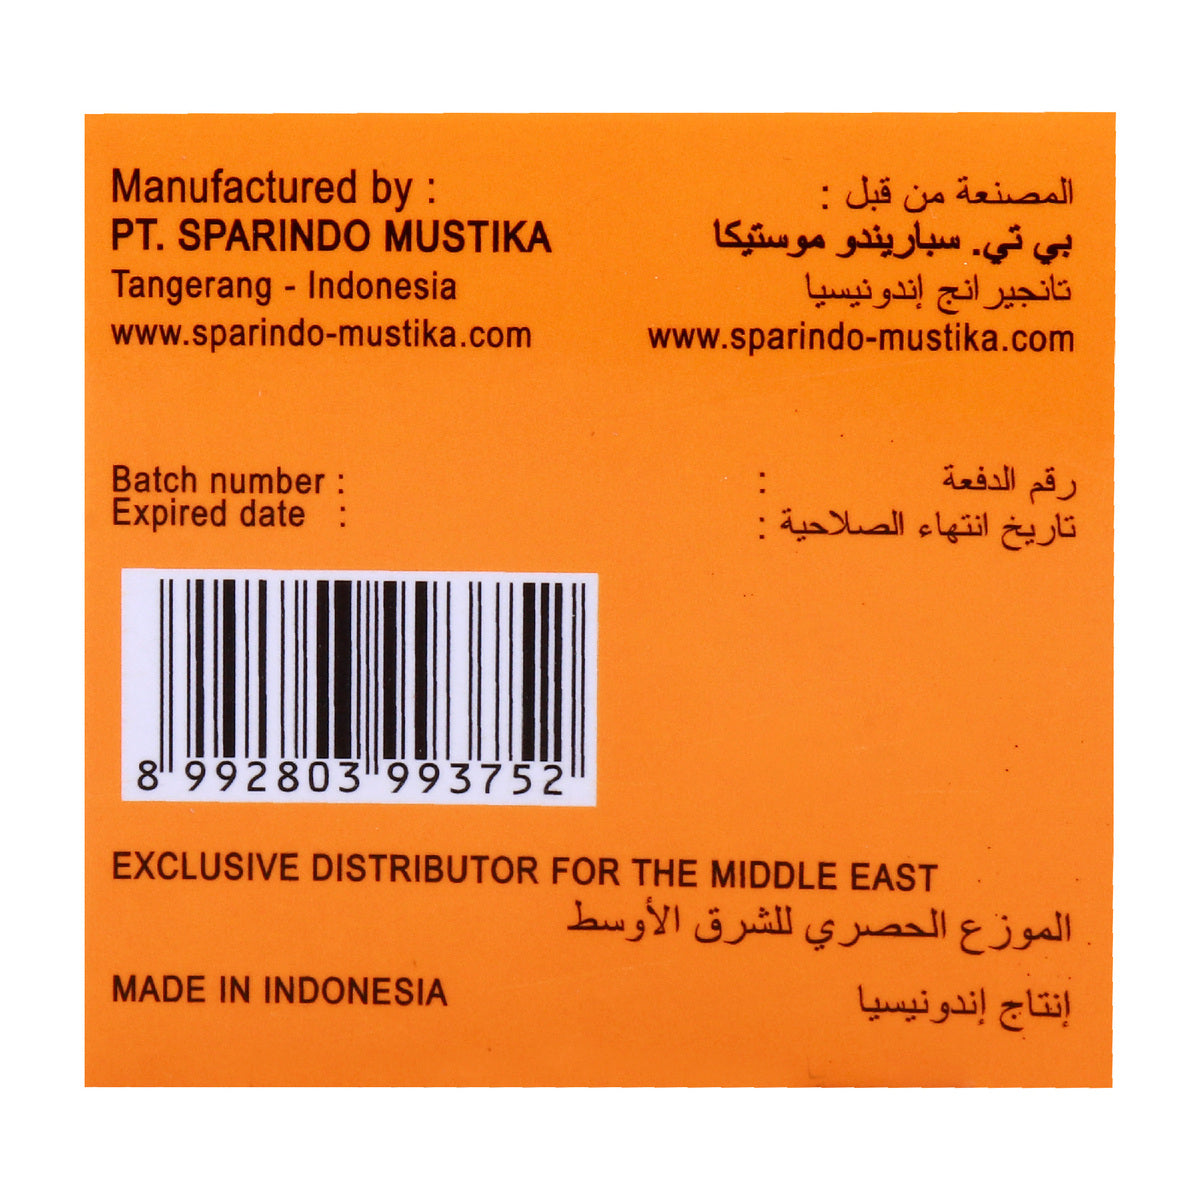 Manufactured by :
PT. SPARINDO MUSTIKA
Tangerang - Indonesia
www.sparindo-mustika.com
المصنعة من قبل :
بي تي. سباريندو موستيكا
تانجيرانج إندونيسيا
www.sparindo-mustika.com
Batch number :
Expired date :
رقم الدفعة :
تاريخ انتهاء الصلاحية :
8 992803 993752
EXCLUSIVE DISTRIBUTOR FOR THE MIDDLE EAST
الموزع الحصري للشرق الأوسط
MADE IN INDONESIA
إنتاج إندونيسيا